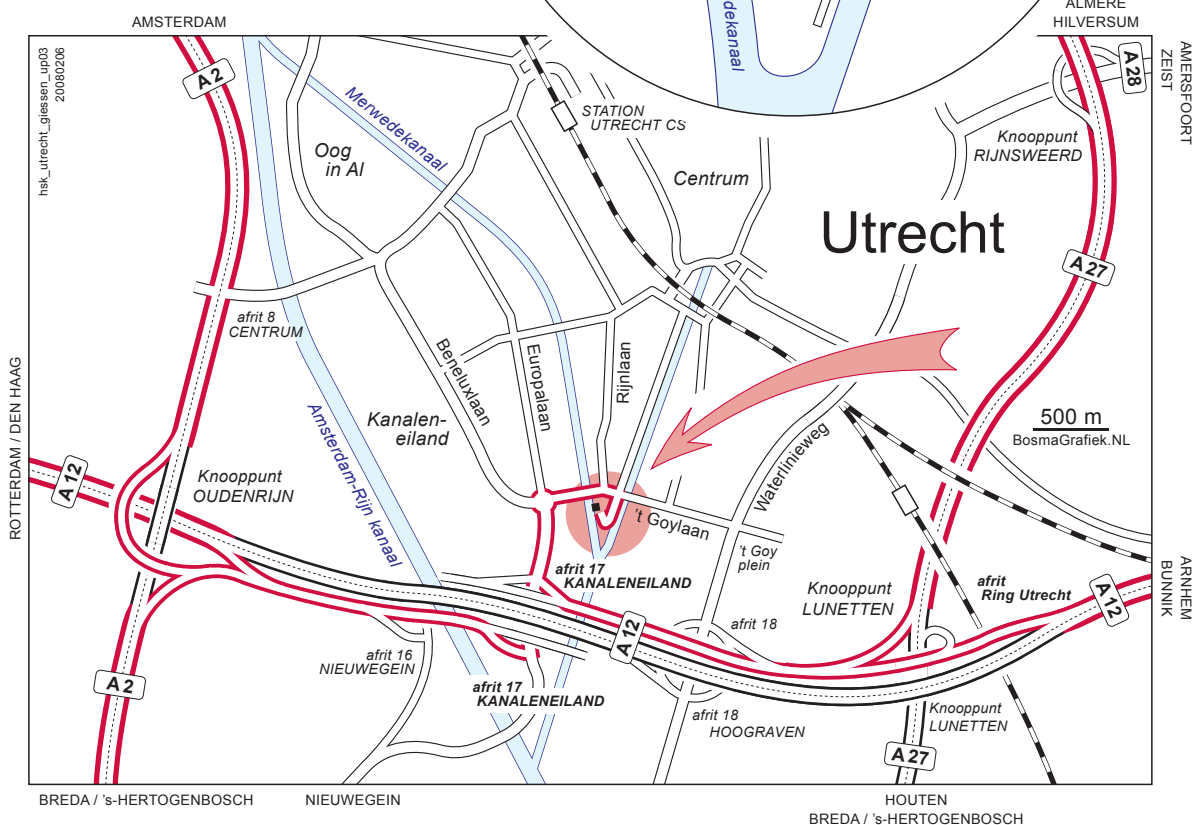 dekanaal
AMSTERDAM
ALMERE
HILVERSUM
AMERSFOORT
ZEIST
hsk_utrecht_giessen_up03
20080206
A 2
A 28
Merwedekanaal
STATION
UTRECHT CS
Knooppunt
RIJNSWEERD
Oog
in Al
Centrum
Utrecht
A 27
afrit 8
CENTRUM
Beneluxlaan
Europalaan
Rijnlaan
ROTTERDAM / DEN HAAG
Kanalen-
eiland
Amsterdam-Rijn kanaal
500 m
BosmaGrafiek.NL
Waterlinieweg
A 12
Knooppunt
OUDENRIJN
't Goylaan
't Goy
plein
afrit 17
KANALENEILAND
Knooppunt
LUNETTEN
afrit
Ring Utrecht
A 12
ARNHEM
BUNNIK
afrit 18
A 12
afrit 16
NIEUWEGEIN
A 2
afrit 17
KANALENEILAND
afrit 18
HOOGRAVEN
Knooppunt
LUNETTEN
A 27
BREDA / 's-HERTOGENBOSCH
NIEUWEGEIN
HOUTEN
BREDA / 's-HERTOGENBOSCH